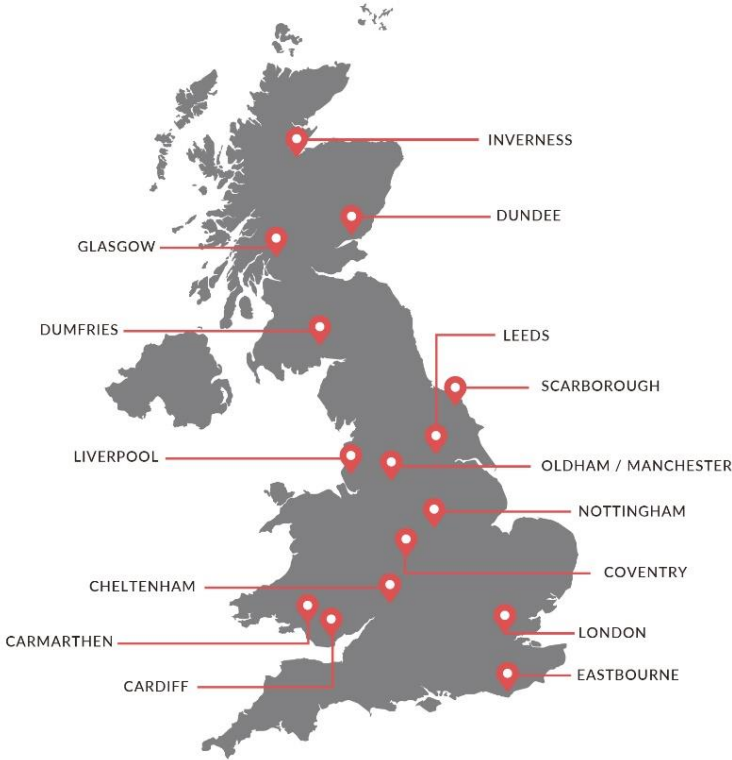 INVERNESS
DUNDEE
GLASGOW
DUMFRIES
LEEDS
SCARBOROUGH
LIVERPOOL
OLDHAM / MANCHESTER
NOTTINGHAM
COVENTRY
CHELTENHAM
LONDON
CARMARTHEN
EASTBOURNE
CARDIFF